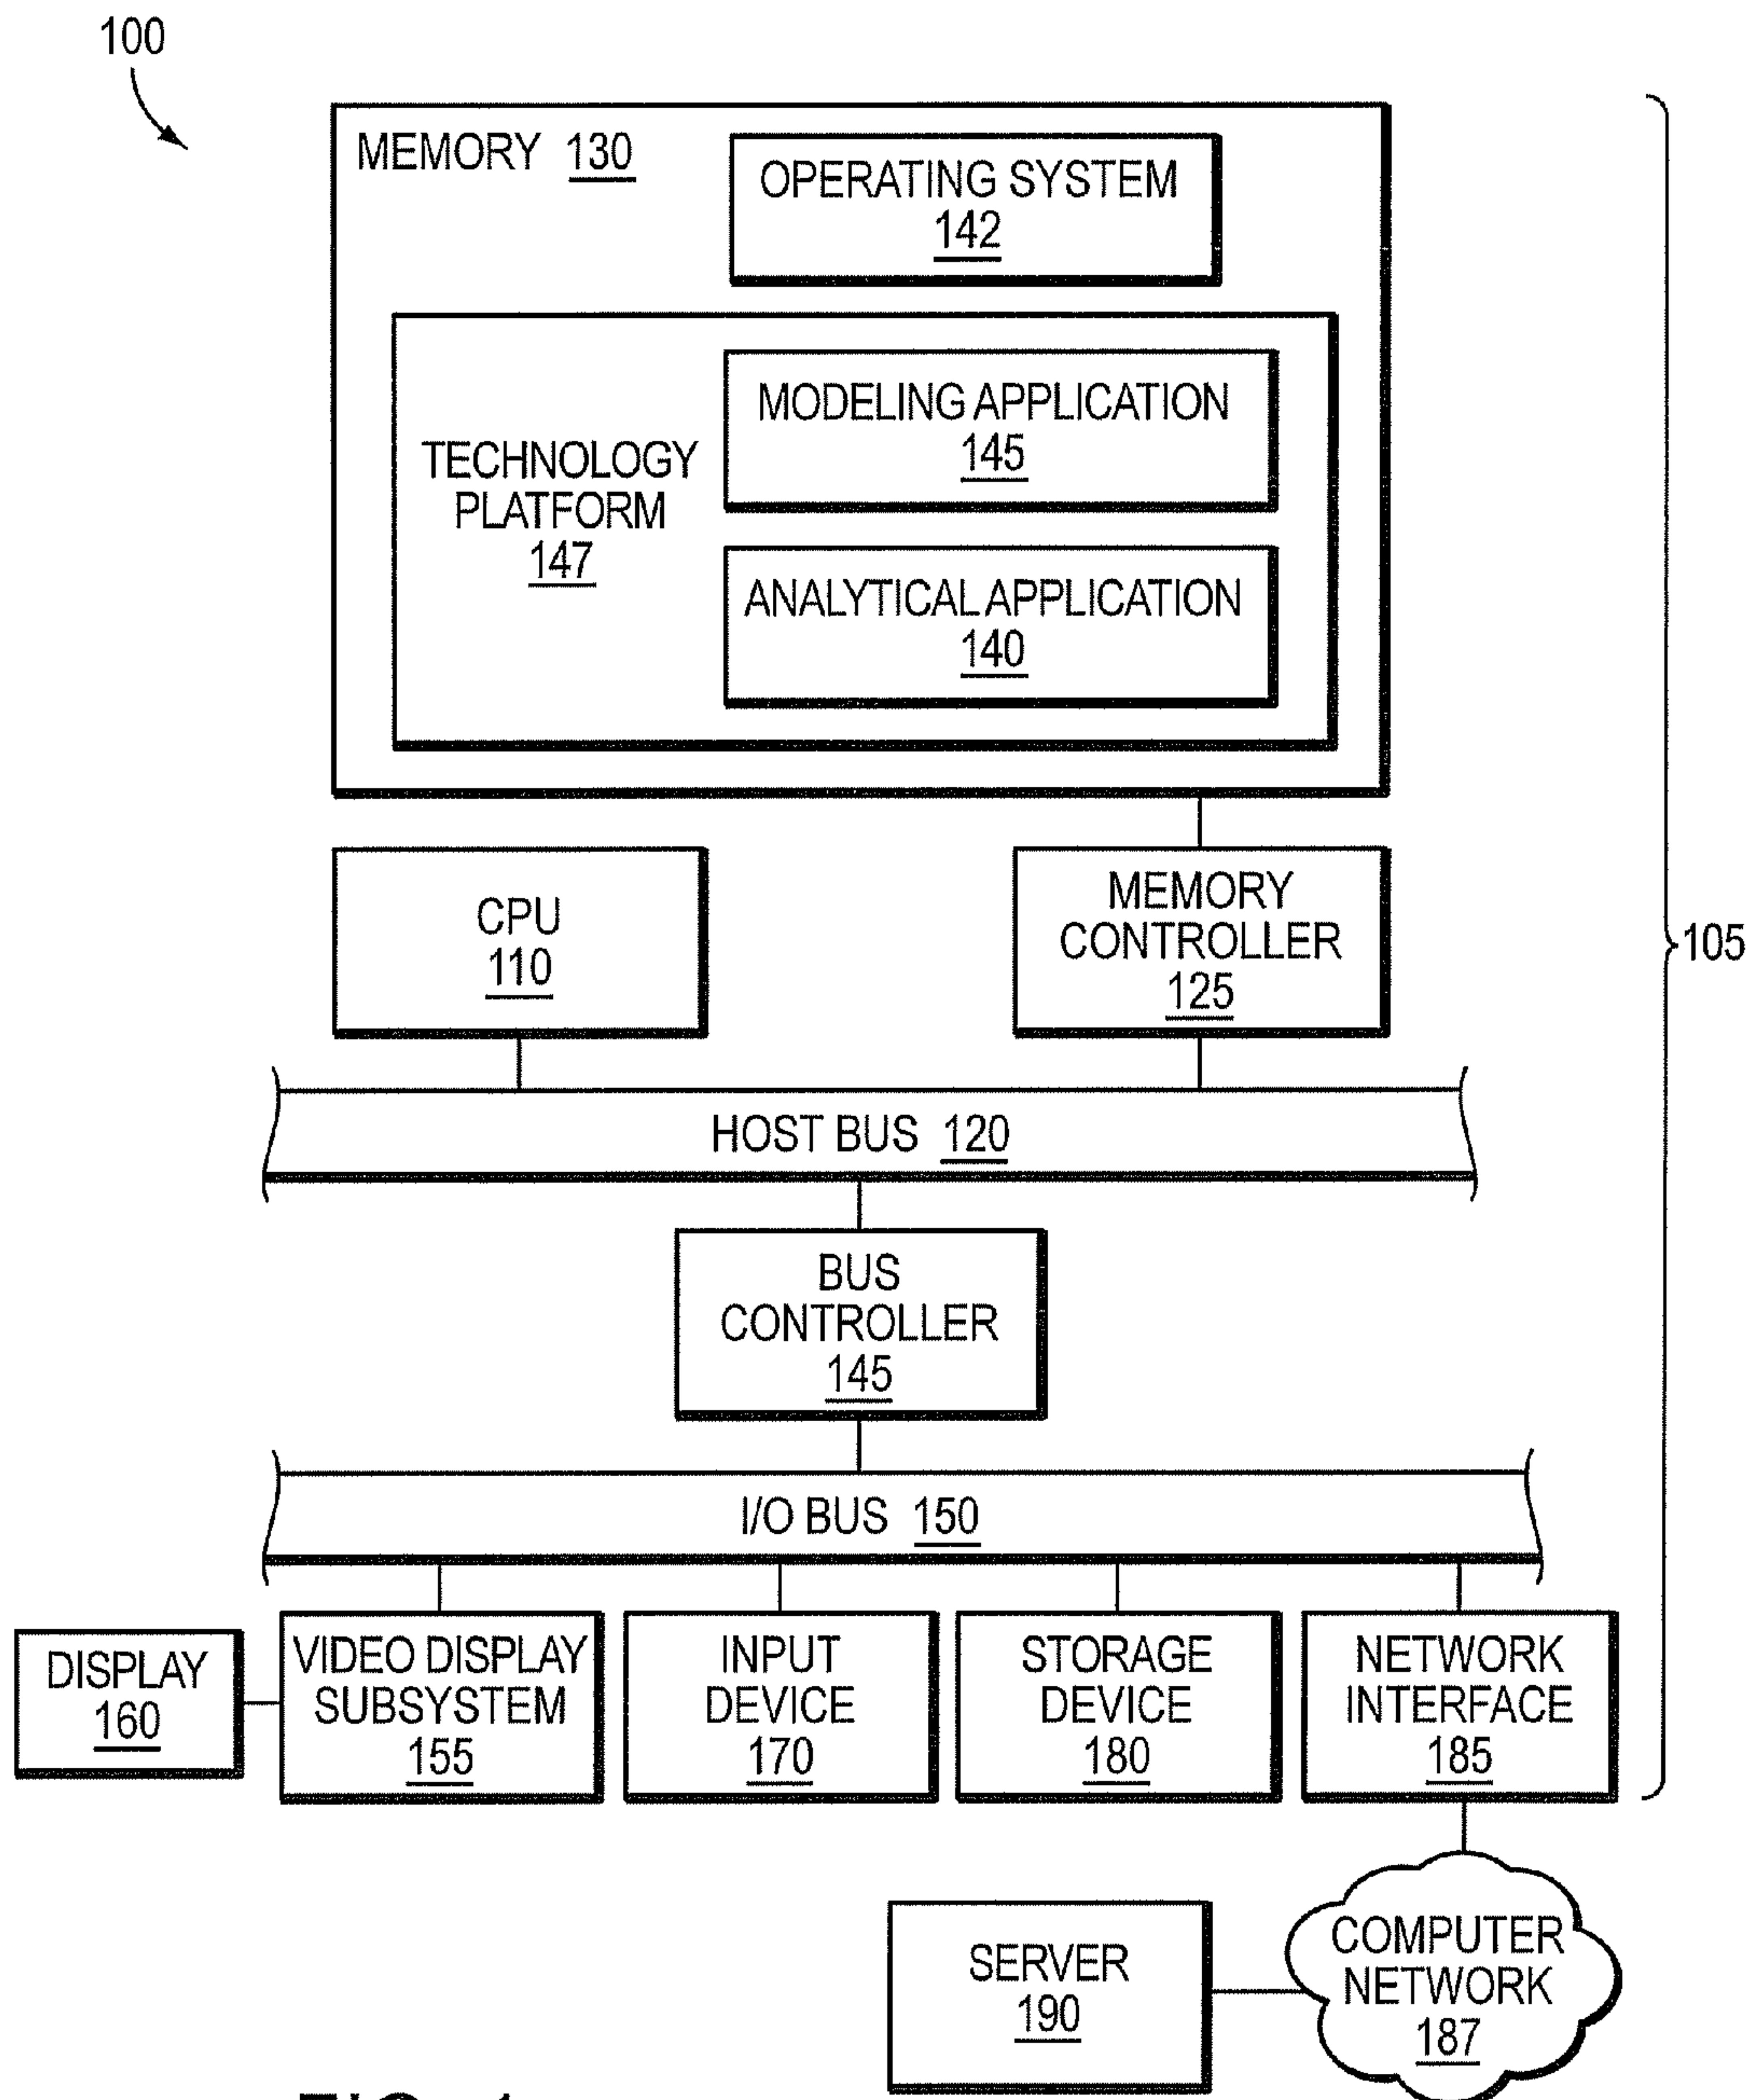 100
MEMORY 130
OPERATING SYSTEM
142
MODELING APPLICATION
145
TECHNOLOGY
PLATFORM
147
ANALYTICAL APPLICATION
140
CPU
110
MEMORY
CONTROLLER
125
105
HOST BUS 120
BUS
CONTROLLER
145
I/O BUS 150
DISPLAY
160
VIDEO DISPLAY
SUBSYSTEM
155
INPUT
DEVICE
170
STORAGE
DEVICE
180
NETWORK
INTERFACE
185
SERVER
190
COMPUTER
NETWORK
187